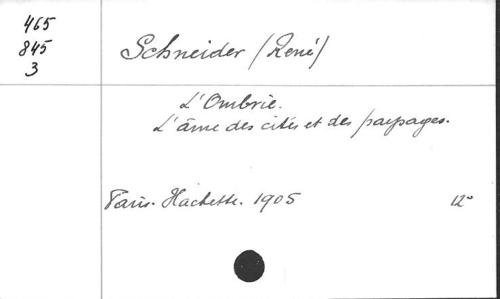 465
845
3
Schneider (René)
L'Ombrie.
L'âme des cités et des paysages.
Paris. Hachette. 1905 12°